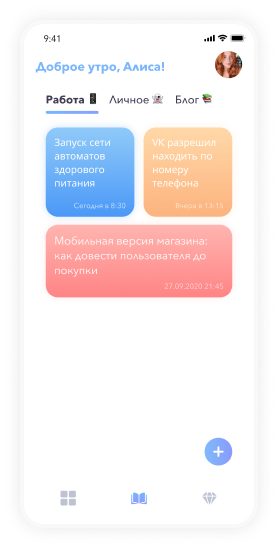 9:41
Доброе утро, Алиса!
Работа Личное Блог
Запуск сети
автоматов
здорового
питания
Сегодня в 8:30
VK разрешил
находить по
номеру
телефона
Вчера в 13:15
Мобильная версия магазина:
как довести пользователя до
покупки
27.09.2020 21:45